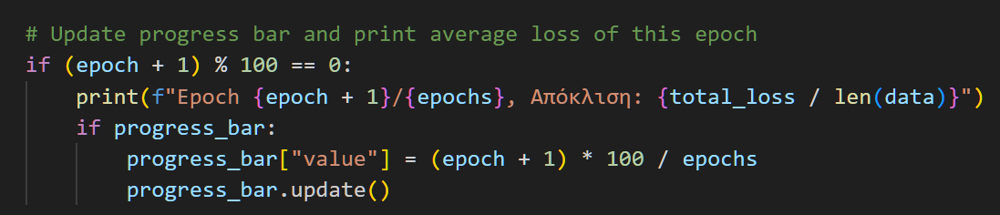 # Update progress bar and print average loss of this epoch
if (epoch + 1) % 100 == 0:
    print(f"Epoch {epoch + 1}/{epochs}, Απόκλιση: {total_loss / len(data)}")
    if progress_bar:
        progress_bar["value"] = (epoch + 1) * 100 / epochs
        progress_bar.update()